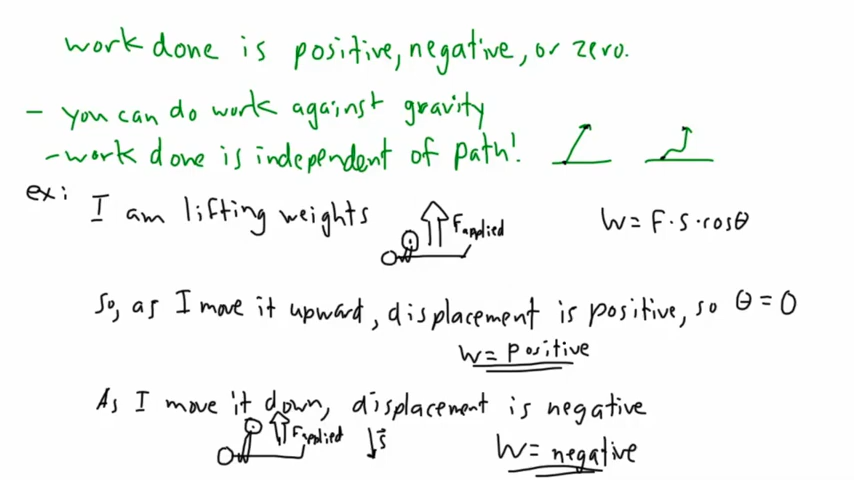 work done is positive, negative, or zero.
- you can do work against gravity
- work done is independent of path!
ex: I am lifting weights
F applied
W = F · s · cosθ
So, as I move it upward, displacement is positive, so θ = 0
W = positive
As I move it down, displacement is negative
F applied
s⃗
W = negative